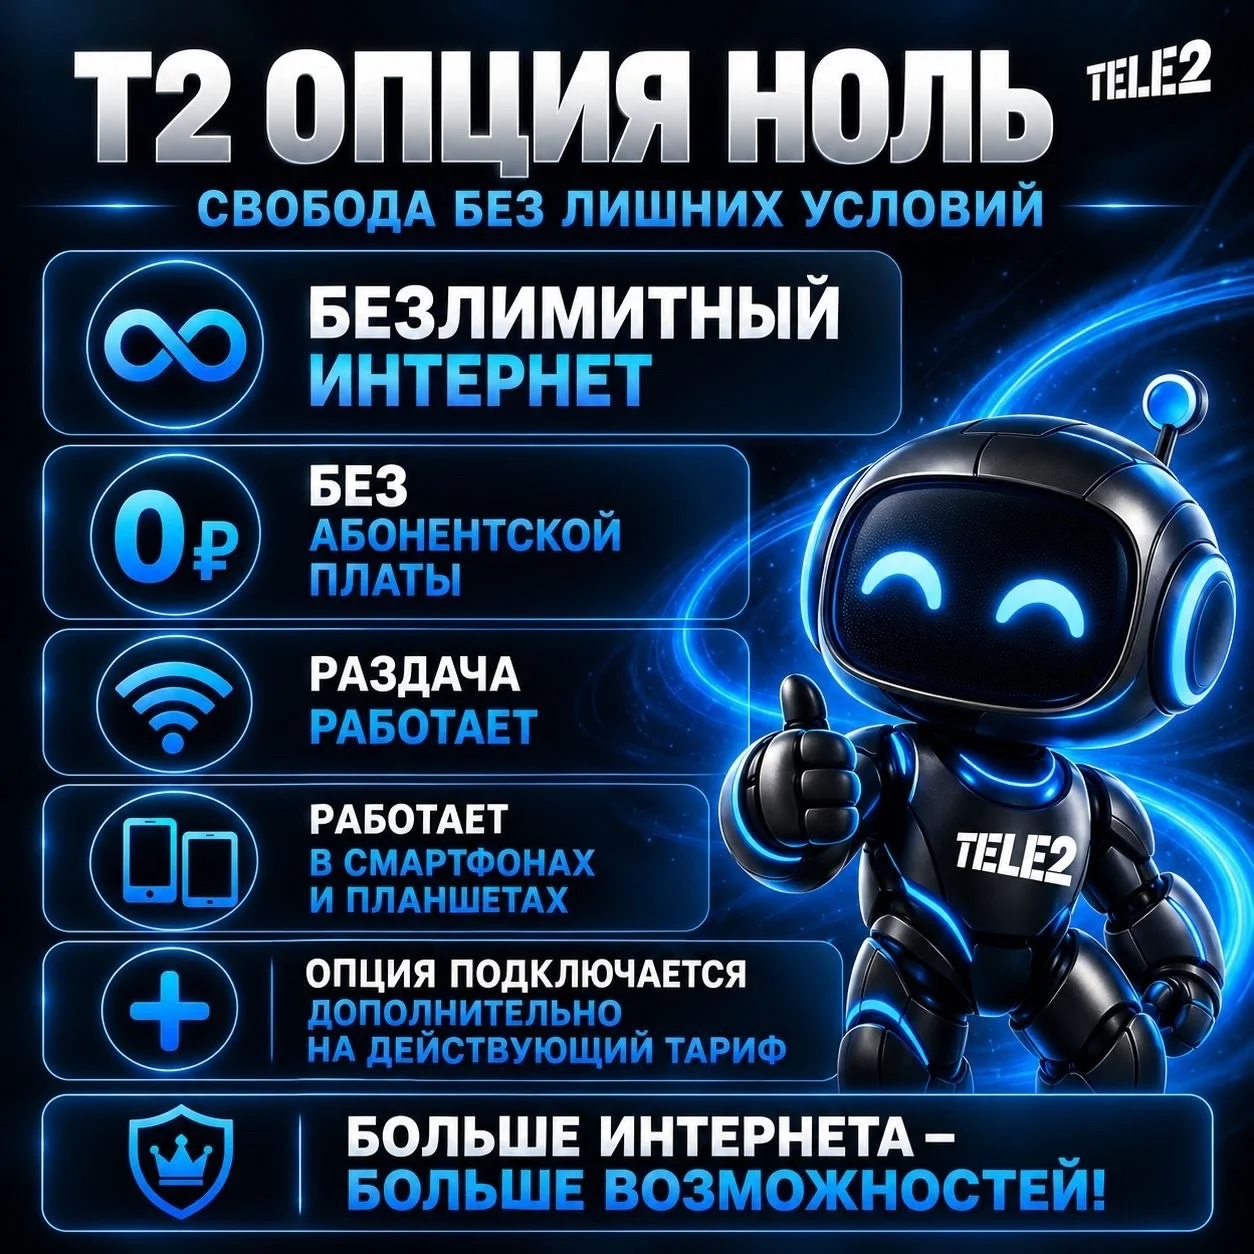 Т2 ОПЦИЯ НОЛЬ
TELE2
СВОБОДА БЕЗ ЛИШНИХ УСЛОВИЙ
БЕЗЛИМИТНЫЙ
ИНТЕРНЕТ
0 ₽
БЕЗ
АБОНЕНТСКОЙ
ПЛАТЫ
РАЗДАЧА
РАБОТАЕТ
РАБОТАЕТ
В СМАРТФОНАХ
И ПЛАНШЕТАХ
TELE2
ОПЦИЯ ПОДКЛЮЧАЕТСЯ
ДОПОЛНИТЕЛЬНО
НА ДЕЙСТВУЮЩИЙ ТАРИФ
БОЛЬШЕ ИНТЕРНЕТА –
БОЛЬШЕ ВОЗМОЖНОСТЕЙ!